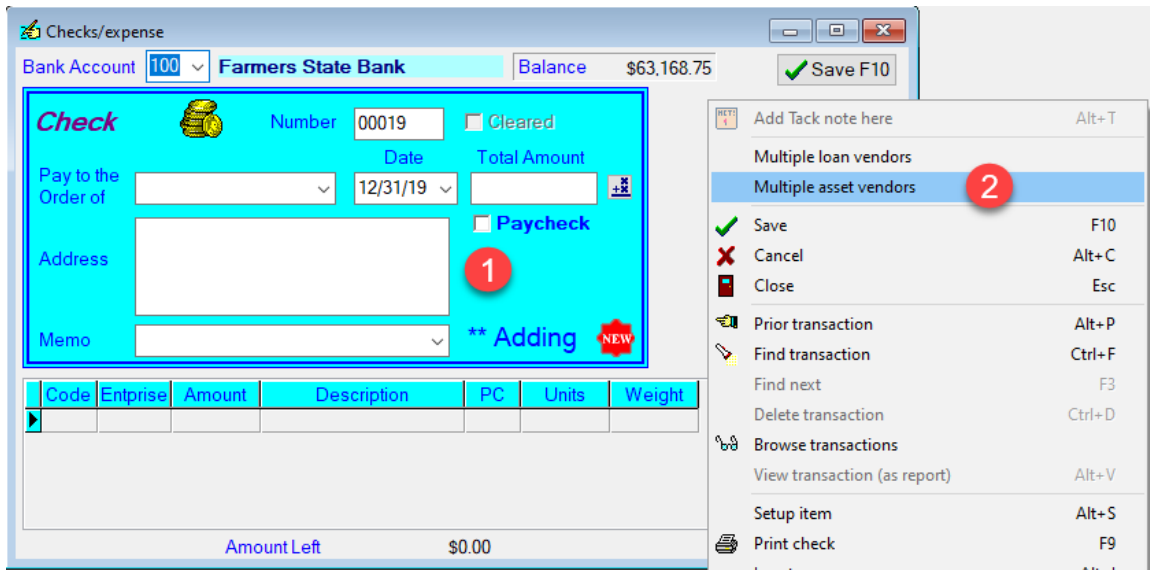 Checks/expense
Bank Account 100 Farmers State Bank Balance $63,168.75 Save F10
Check Number 00019 Cleared
Date Total Amount
Pay to the
Order of 12/31/19
Paycheck
Address
1
Memo ** Adding NEW
Code Entprise Amount Description PC Units Weight
Amount Left $0.00
Add Tack note here Alt+T
Multiple loan vendors
Multiple asset vendors 2
Save F10
Cancel Alt+C
Close Esc
Prior transaction Alt+P
Find transaction Ctrl+F
Find next F3
Delete transaction Ctrl+D
Browse transactions
View transaction (as report) Alt+V
Setup item Alt+S
Print check F9